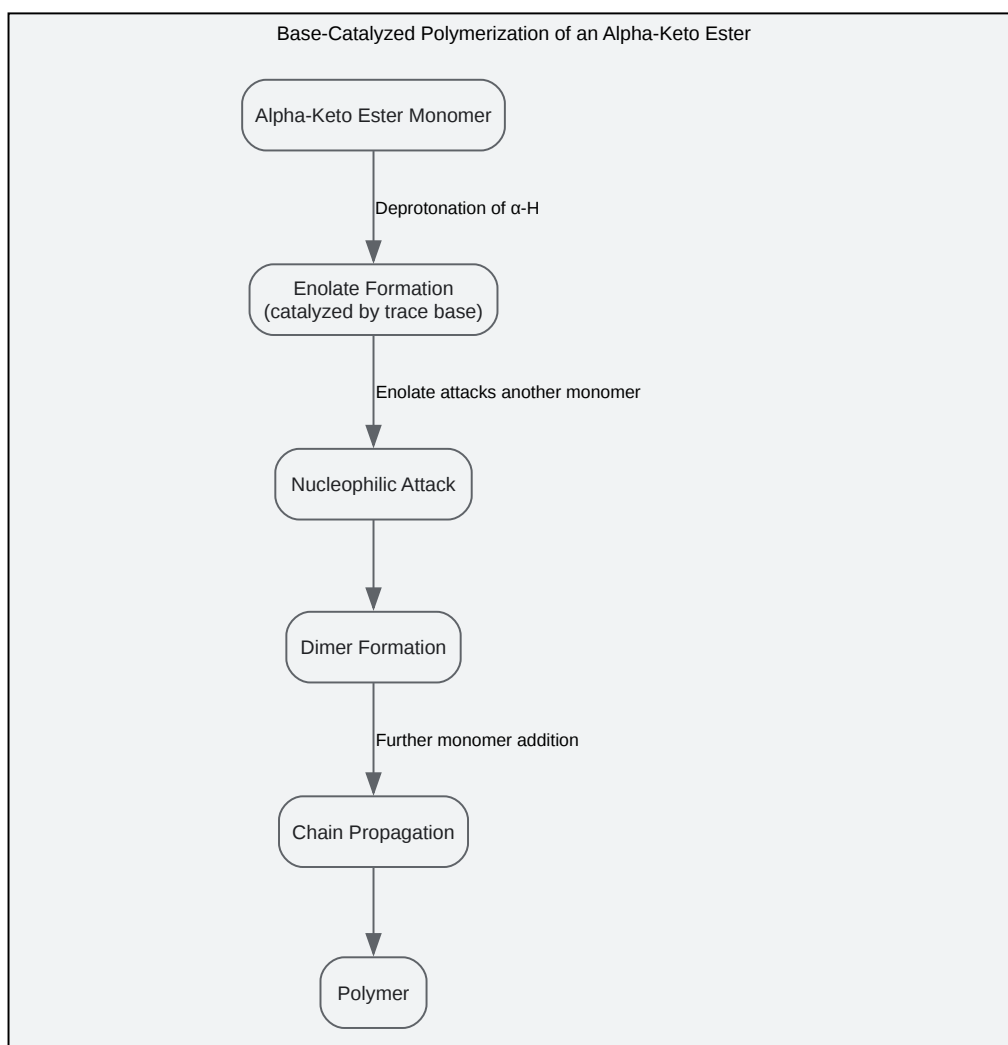 Base-Catalyzed Polymerization of an Alpha-Keto Ester
Alpha-Keto Ester Monomer
Deprotonation of α-H
Enolate Formation
(catalyzed by trace base)
Enolate attacks another monomer
Nucleophilic Attack
Dimer Formation
Further monomer addition
Chain Propagation
Polymer